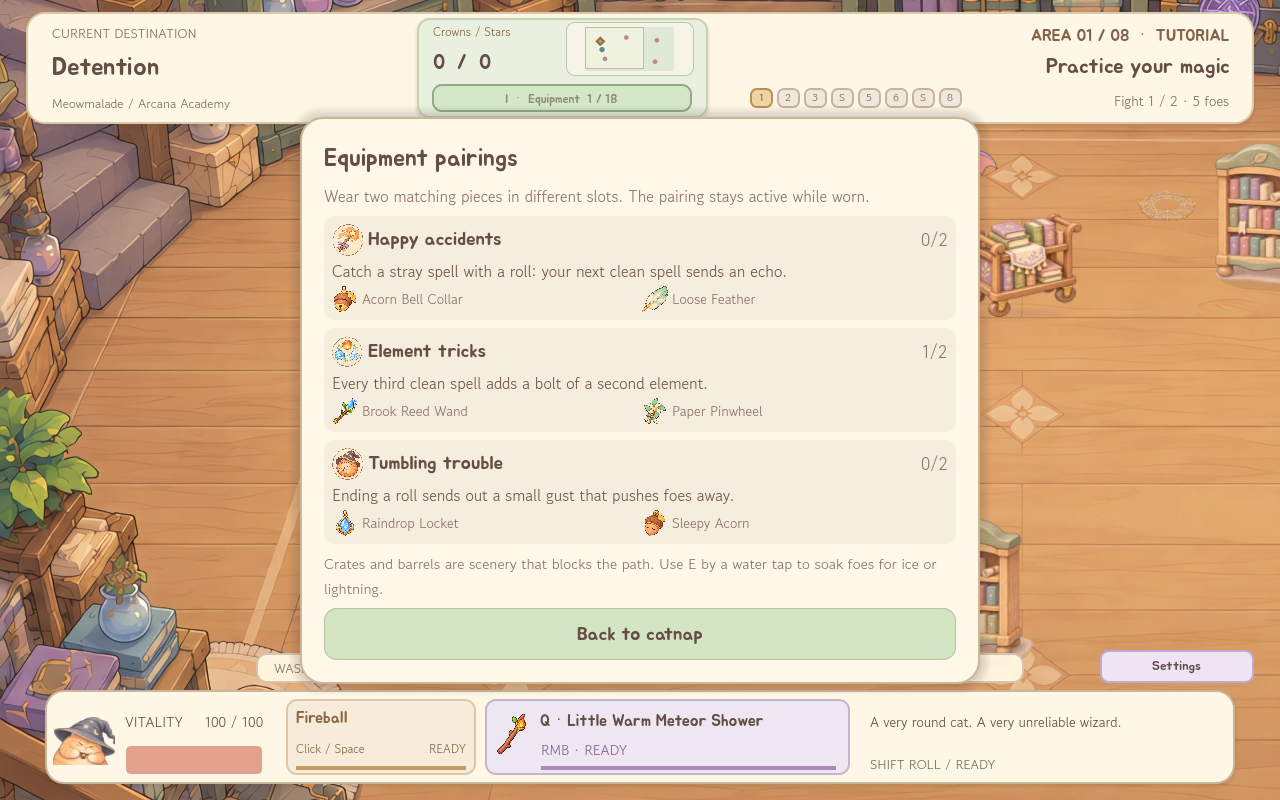 CURRENT DESTINATION
Detention
Meowmalade / Arcana Academy
Crowns / Stars
0 / 0
I · Equipment 1 / 18
1 2 3 S 5 6 S 8
AREA 01 / 08 · TUTORIAL
Practice your magic
Fight 1 / 2 · 5 foes
Equipment pairings
Wear two matching pieces in different slots. The pairing stays active while worn.
Happy accidents 0/2
Catch a stray spell with a roll: your next clean spell sends an echo.
Acorn Bell Collar Loose Feather
Element tricks 1/2
Every third clean spell adds a bolt of a second element.
Brook Reed Wand Paper Pinwheel
Tumbling trouble 0/2
Ending a roll sends out a small gust that pushes foes away.
Raindrop Locket Sleepy Acorn
Crates and barrels are scenery that blocks the path. Use E by a water tap to soak foes for ice or
lightning.
Back to catnap
Settings
VITALITY 100 / 100
Fireball
Click / Space READY
Q · Little Warm Meteor Shower
RMB · READY
A very round cat. A very unreliable wizard.
SHIFT ROLL / READY